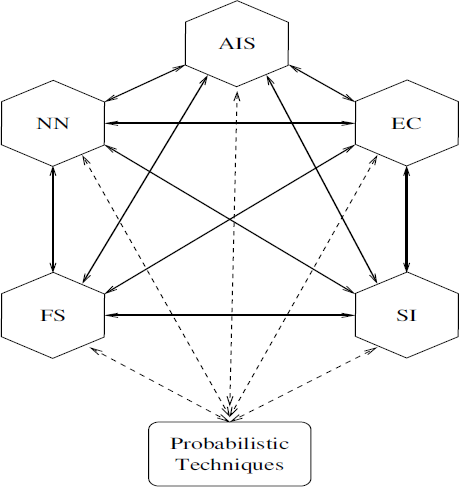 AIS
NN
EC
FS
SI
Probabilistic
Techniques